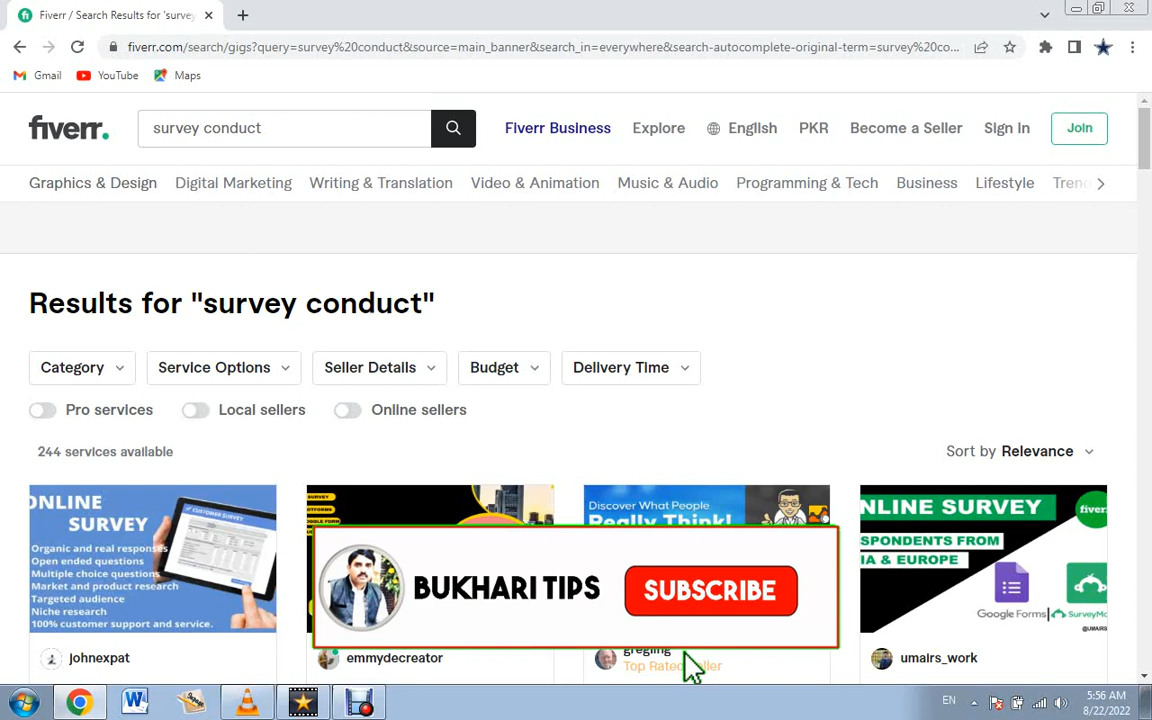 Fiverr / Search Results for 'survey
fiverr.com/search/gigs?query=survey%20conduct&source=main_banner&search_in=everywhere&search-autocomplete-original-term=survey%20co...
Gmail
YouTube
Maps
fiverr.
survey conduct
Fiverr Business
Explore
English
PKR
Become a Seller
Sign in
Join
Graphics & Design
Digital Marketing
Writing & Translation
Video & Animation
Music & Audio
Programming & Tech
Business
Lifestyle
Results for "survey conduct"
Category
Service Options
Seller Details
Budget
Delivery Time
Pro services
Local sellers
Online sellers
244 services available
Sort by Relevance
ONLINE
SURVEY
Organic and real responses
Open ended questions
Multiple choice questions
Market and product research
Targeted audience
Niche research
100% customer support and service.
SURVEY
Discover What People
Really Think!
NLINE SURVEY
fiverr
SPONDENTS FROM
IA & EUROPE
Google Forms
SurveyMo
@UMAIRS_
BUKHARI TIPS
SUBSCRIBE
johnexpat
emmydecreator
Top Rated Seller
umairs_work
EN
5:56 AM
8/22/2022